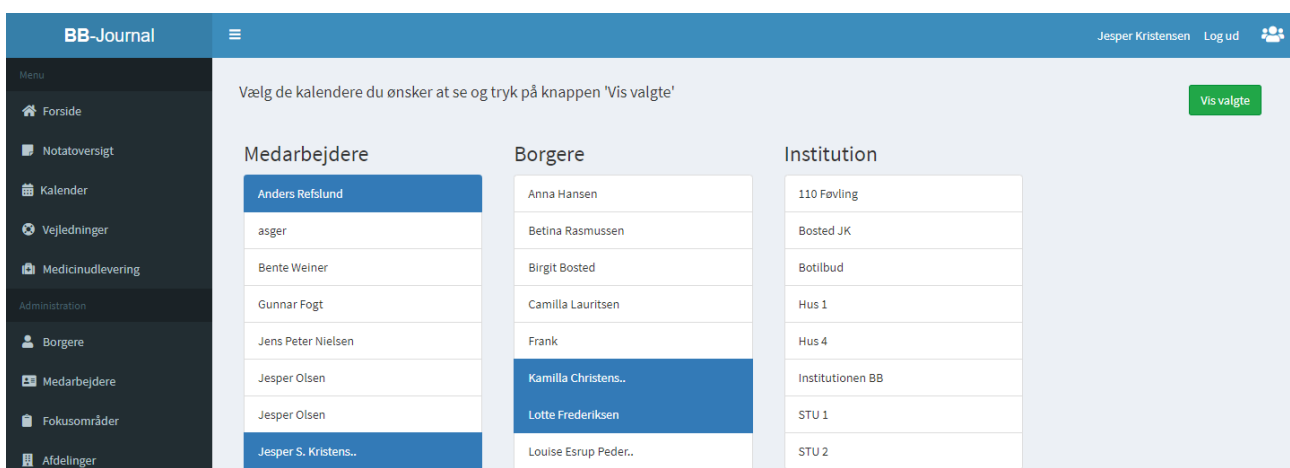 BB-Journal
Jesper Kristensen Log ud
Menu
Forside
Notatoversigt
Kalender
Vejledninger
Medicinudlevering
Administration
Borgere
Medarbejdere
Fokusområder
Afdelinger
Vælg de kalendere du ønsker at se og tryk på knappen 'Vis valgte'
Vis valgte
Medarbejdere
Anders Refslund
asger
Bente Weiner
Gunnar Fogt
Jens Peter Nielsen
Jesper Olsen
Jesper Olsen
Jesper S. Kristens..
Borgere
Anna Hansen
Betina Rasmussen
Birgit Bosted
Camilla Lauritsen
Frank
Kamilla Christens..
Lotte Frederiksen
Louise Esrup Peder..
Institution
110 Føvling
Bosted JK
Botilbud
Hus 1
Hus 4
Institutionen BB
STU 1
STU 2